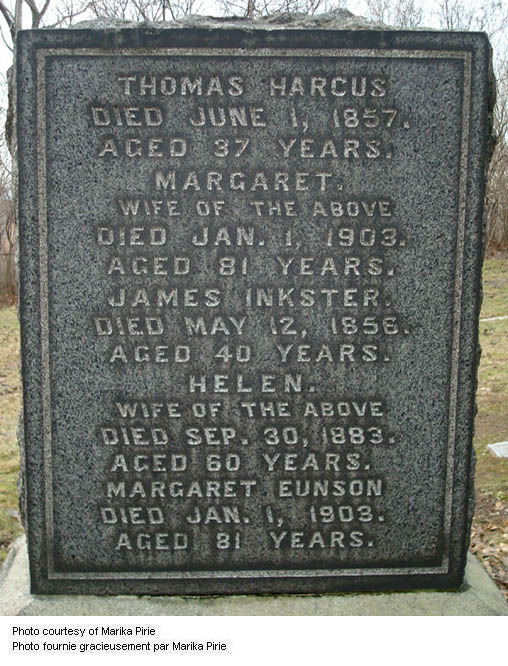 THOMAS HARCUS
DIED JUNE 1, 1857.
AGED 37 YEARS.
MARGARET.
WIFE OF THE ABOVE
DIED JAN. 1, 1903.
AGED 81 YEARS.
JAMES INKSTER.
DIED MAY 12, 1856.
AGED 40 YEARS.
HELEN.
WIFE OF THE ABOVE
DIED SEP. 30, 1883.
AGED 60 YEARS.
MARGARET EUNSON
DIED JAN. 1, 1903.
AGED 81 YEARS.
Photo courtesy of Marika Pirie
Photo fournie gracieusement par Marika Pirie